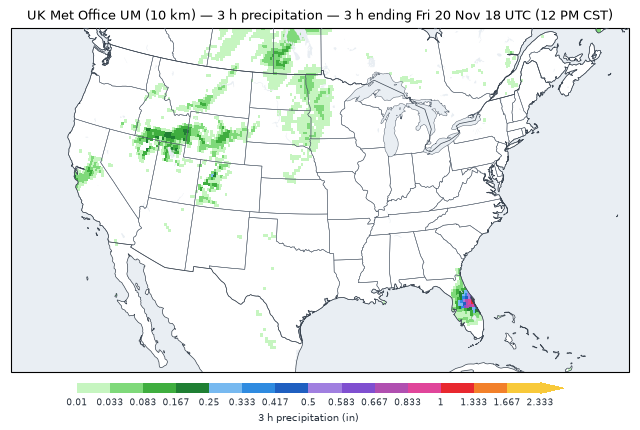 UK Met Office UM (10 km) — 3 h precipitation — 3 h ending Fri 20 Nov 18 UTC (12 PM CST)
0.01 0.033 0.083 0.167 0.25 0.333 0.417 0.5 0.583 0.667 0.833 1 1.333 1.667 2.333
3 h precipitation (in)